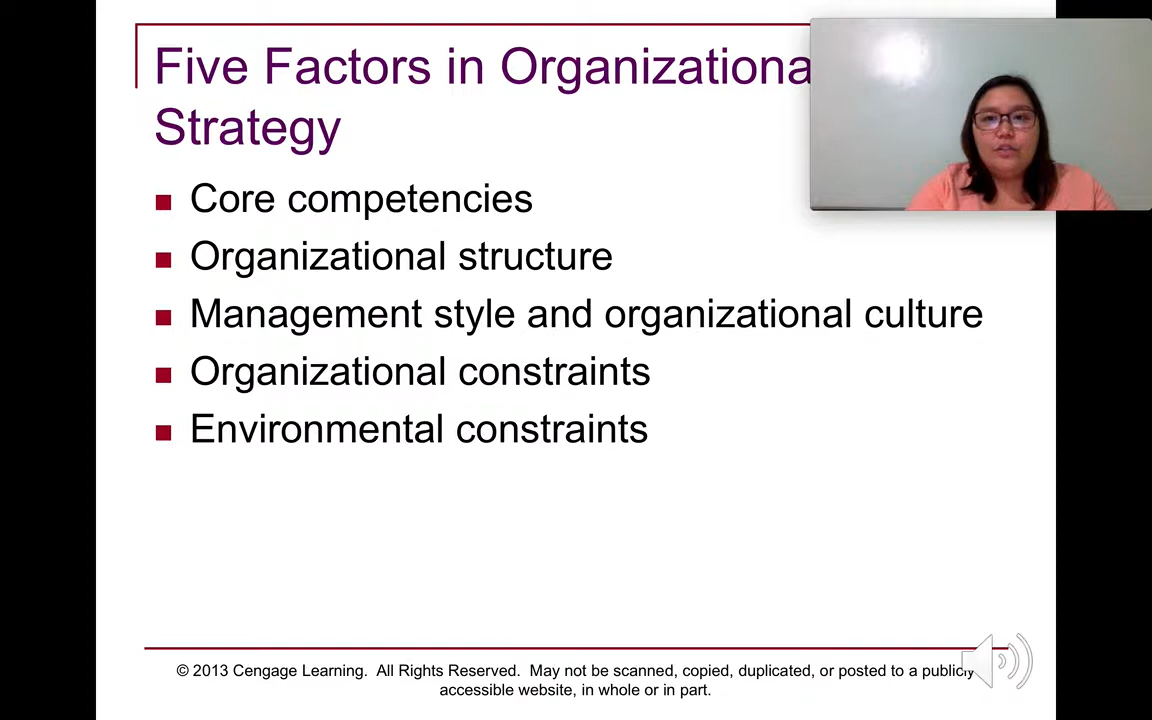 Five Factors in Organizationa
Strategy
Core competencies
Organizational structure
Management style and organizational culture
Organizational constraints
Environmental constraints
© 2013 Cengage Learning. All Rights Reserved. May not be scanned, copied, duplicated, or posted to a publicly
accessible website, in whole or in part.